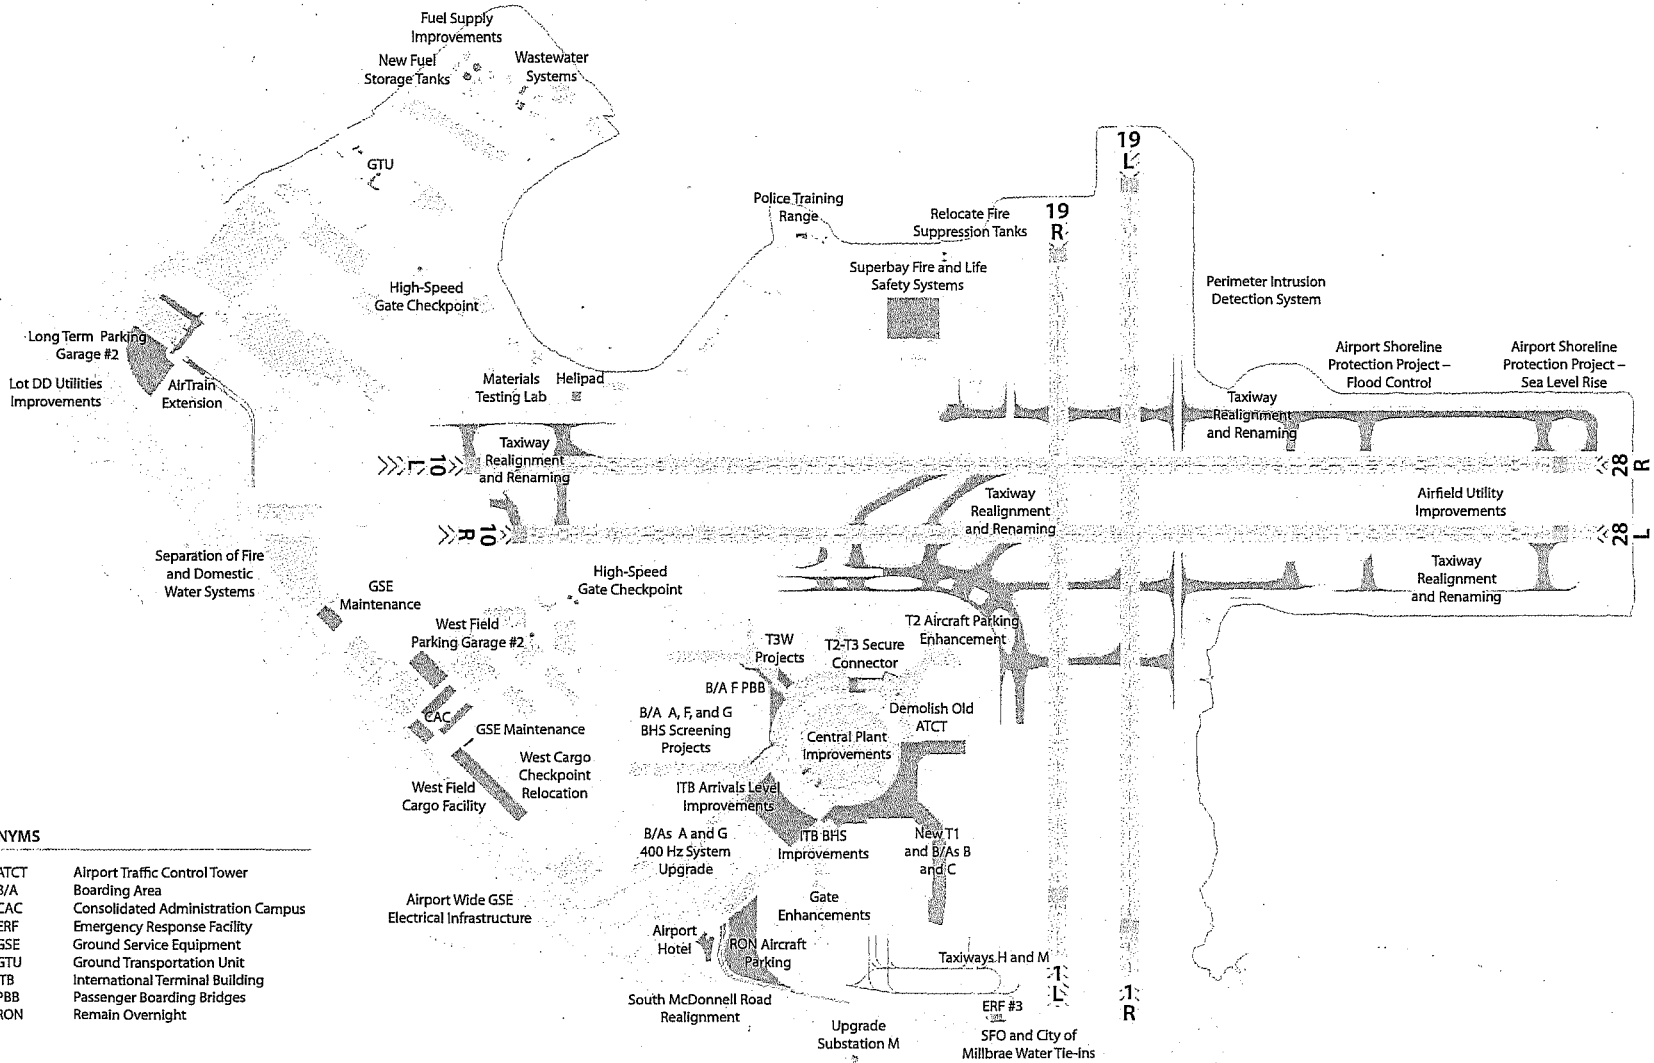 Fuel Supply
Improvements
New Fuel
Storage Tanks
Wastewater
Systems
GTU
19
L
Police Training
Range
Relocate Fire
Suppression Tanks
19
R
High-Speed
Gate Checkpoint
Superbay Fire and Life
Safety Systems
Perimeter Intrusion
Detection System
Long Term Parking
Garage #2
Lot DD Utilities
Improvements
AirTrain
Extension
Materials
Testing Lab
Helipad
Airport Shoreline
Protection Project –
Flood Control
Airport Shoreline
Protection Project –
Sea Level Rise
Taxiway
Realignment
and Renaming
Taxiway
Realignment
and Renaming
10
L
28
R
Taxiway
Realignment
and Renaming
Airfield Utility
Improvements
10
R
28
L
Separation of Fire
and Domestic
Water Systems
GSE
Maintenance
High-Speed
Gate Checkpoint
Taxiway
Realignment
and Renaming
West Field
Parking Garage #2
T3W
Projects
T2-T3 Secure
Connector
T2 Aircraft Parking
Enhancement
B/A F PBB
B/A A, F, and G
BHS Screening
Projects
Demolish Old
ATCT
CAC
GSE Maintenance
Central Plant
Improvements
West Cargo
Checkpoint
Relocation
West Field
Cargo Facility
ITB Arrivals Level
Improvements
B/As A and G
400 Hz System
Upgrade
ITB BHS
Improvements
New T1
and B/As B
and C
Airport Wide GSE
Electrical Infrastructure
Gate
Enhancements
Airport
Hotel
RON Aircraft
Parking
Taxiways H and M
1
L
1
R
South McDonnell Road
Realignment
ERF #3
Upgrade
Substation M
SFO and City of
Millbrae Water Tie-Ins
NYMS
ATCT Airport Traffic Control Tower
B/A Boarding Area
CAC Consolidated Administration Campus
ERF Emergency Response Facility
GSE Ground Service Equipment
GTU Ground Transportation Unit
ITB International Terminal Building
PBB Passenger Boarding Bridges
RON Remain Overnight